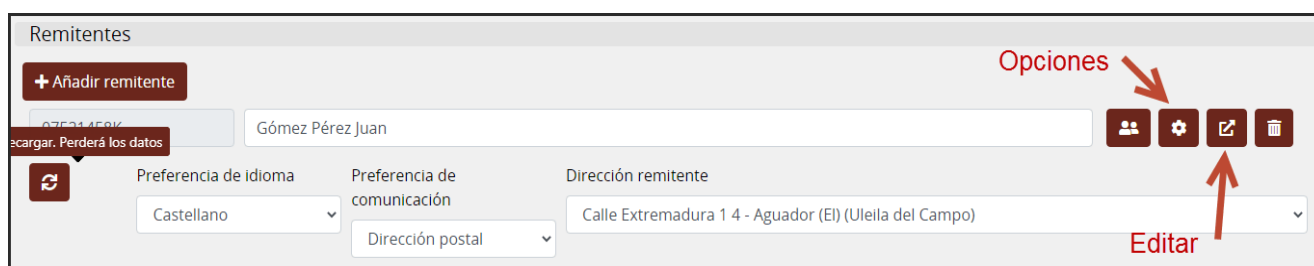 Remitentes
Opciones
+ Añadir remitente
Gómez Pérez Juan
ecargar. Perderá los datos
Preferencia de idioma
Preferencia de comunicación
Dirección remitente
Castellano
Calle Extremadura 1 4 - Aguador (El) (Uleila del Campo)
Dirección postal
Editar